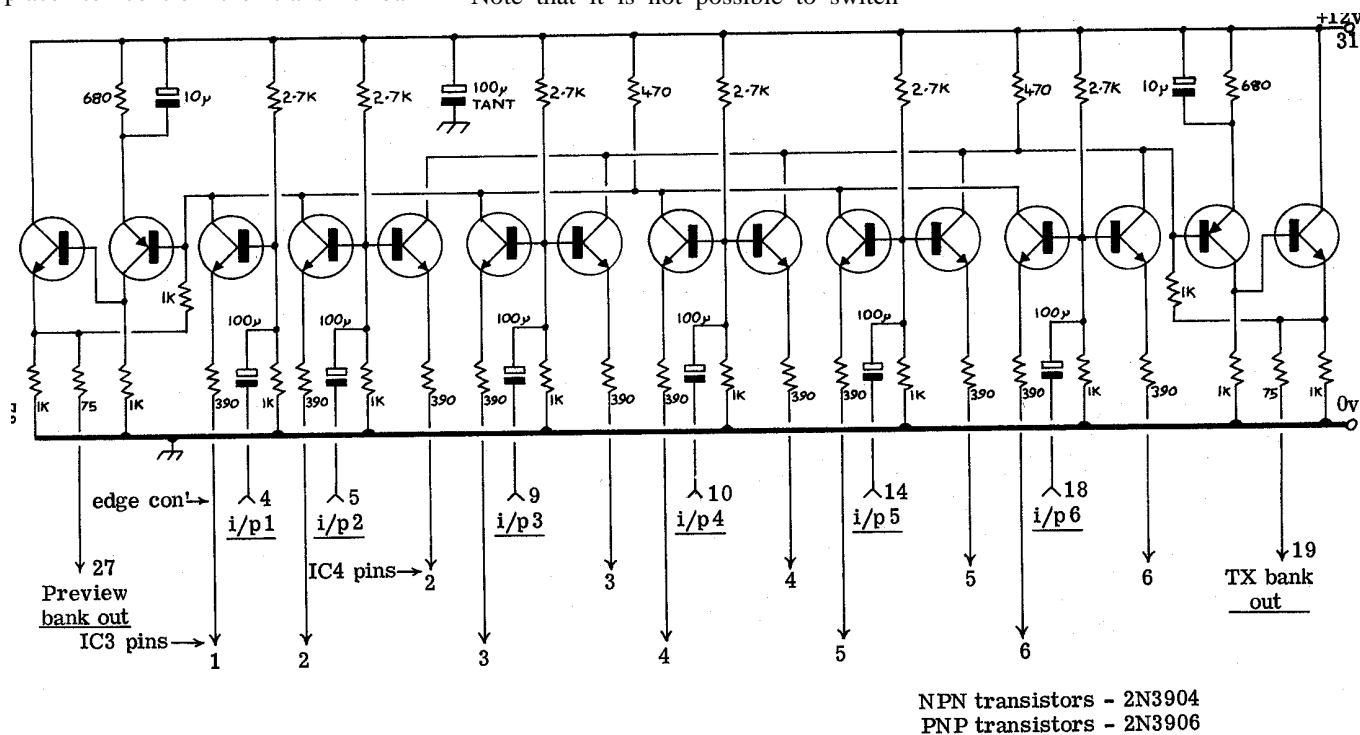 Note that it is not possible to switch
+12v
31
680
10µ
2·7K
2·7K
100µ
TANT
2·7K
470
2·7K
2·7K
470
2·7K
10µ
680
1K
1K
100µ
100µ
100µ
100µ
100µ
100µ
1K
75
1K
390
1K
390
1K
390
390
1K
390
390
1K
390
390
1K
390
390
1K
390
1K
75
1K
0v
edge con'
4
i/p1
5
i/p2
9
i/p3
10
i/p4
14
i/p5
18
i/p6
27
Preview
bank out
IC4 pins
2
3
4
5
6
19
TX bank
out
IC3 pins
1
2
3
4
5
6
NPN transistors - 2N3904
PNP transistors - 2N3906